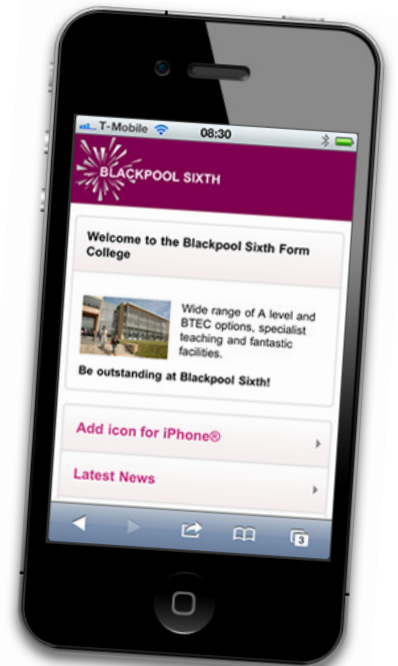 T-Mobile 08:30
BLACKPOOL SIXTH
Welcome to the Blackpool Sixth Form
College
Wide range of A level and
BTEC options, specialist
teaching and fantastic
facilities.
Be outstanding at Blackpool Sixth!
Add icon for iPhone®
Latest News
3